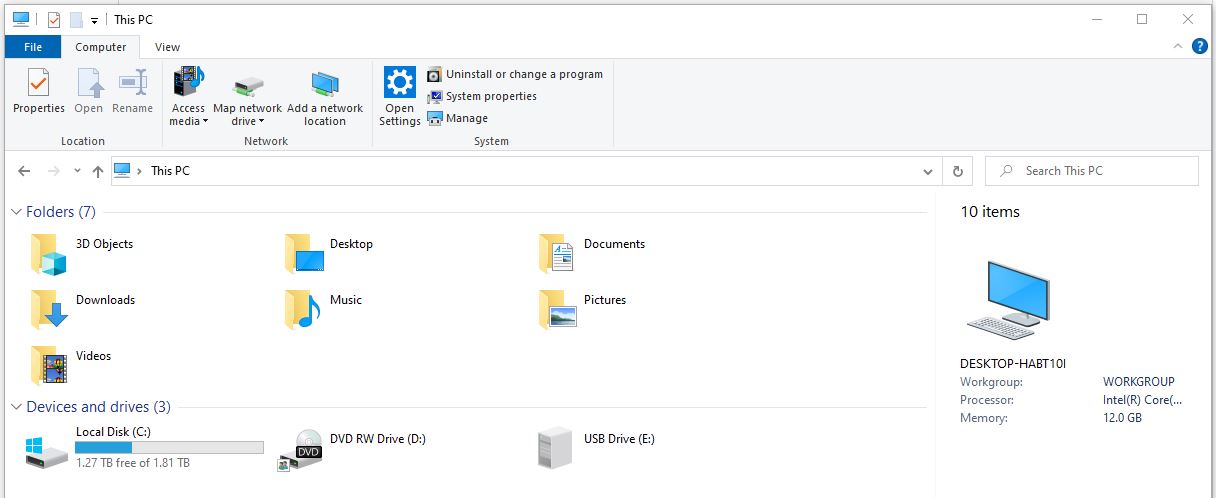 This PC
File Computer View
Properties Open Rename Access media Map network drive Add a network location Open Settings Uninstall or change a program
System properties
Manage
Location Network System
This PC Search This PC
Folders (7) 10 items
3D Objects Desktop Documents
Downloads Music Pictures
Videos
DESKTOP-HABT10I
Workgroup: WORKGROUP
Processor: Intel(R) Core(...
Memory: 12.0 GB
Devices and drives (3)
Local Disk (C:)
1.27 TB free of 1.81 TB
DVD
DVD RW Drive (D:)
USB Drive (E:)